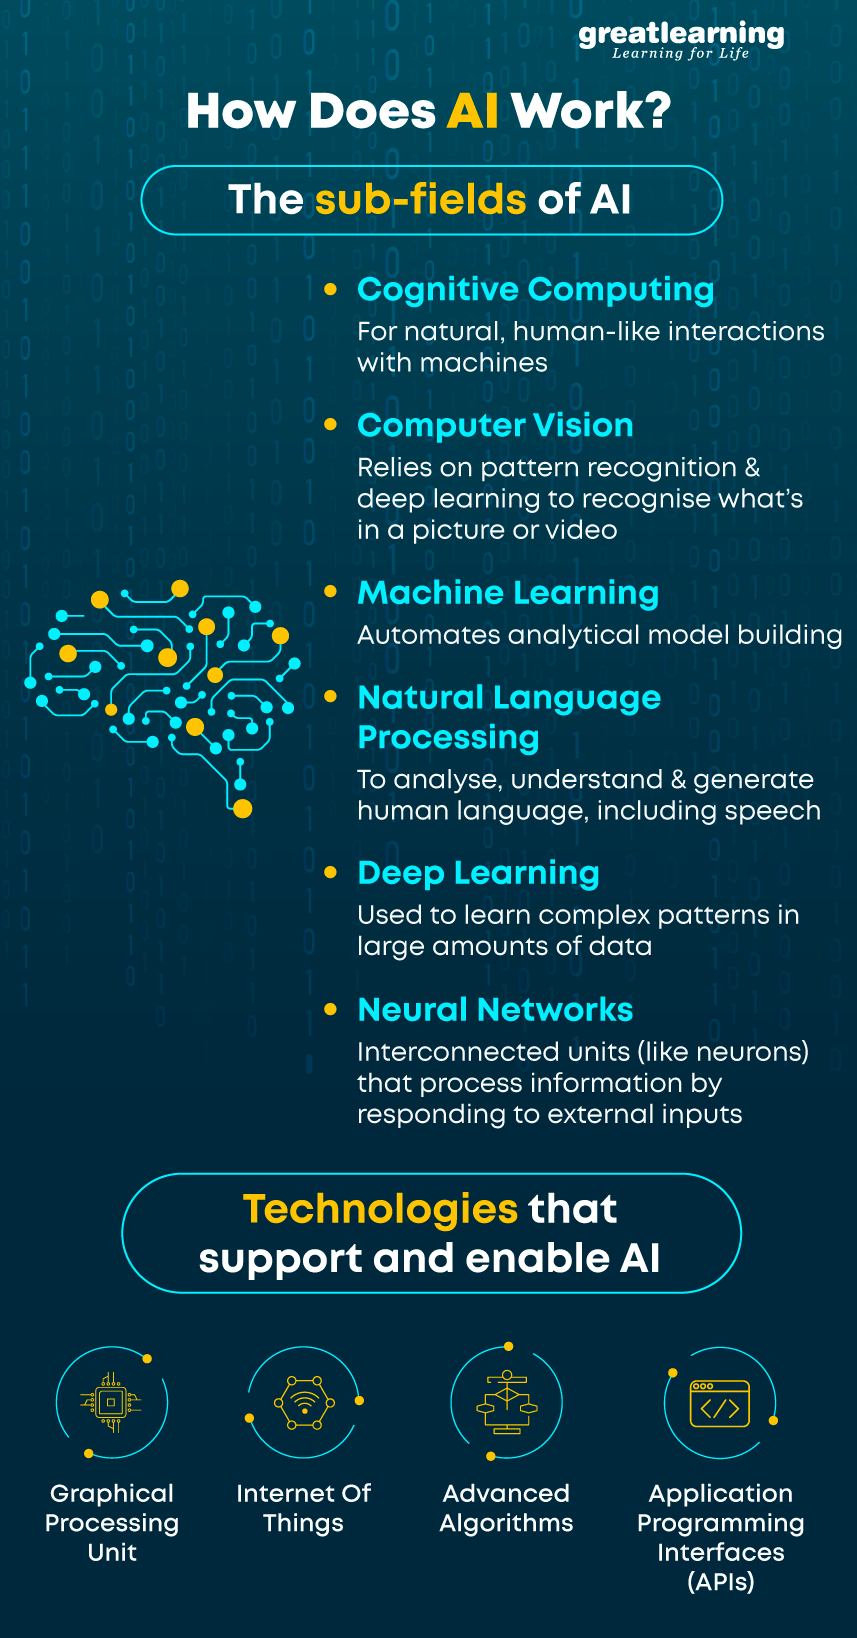 greatlearning
Learning for Life
How Does AI Work?
The sub-fields of AI
Cognitive Computing
For natural, human-like interactions
with machines
Computer Vision
Relies on pattern recognition &
deep learning to recognise what's
in a picture or video
Machine Learning
Automates analytical model building
Natural Language
Processing
To analyse, understand & generate
human language, including speech
Deep Learning
Used to learn complex patterns in
large amounts of data
Neural Networks
Interconnected units (like neurons)
that process information by
responding to external inputs
Technologies that
support and enable AI
Graphical
Processing
Unit
Internet Of
Things
Advanced
Algorithms
Application
Programming
Interfaces
(APIs)